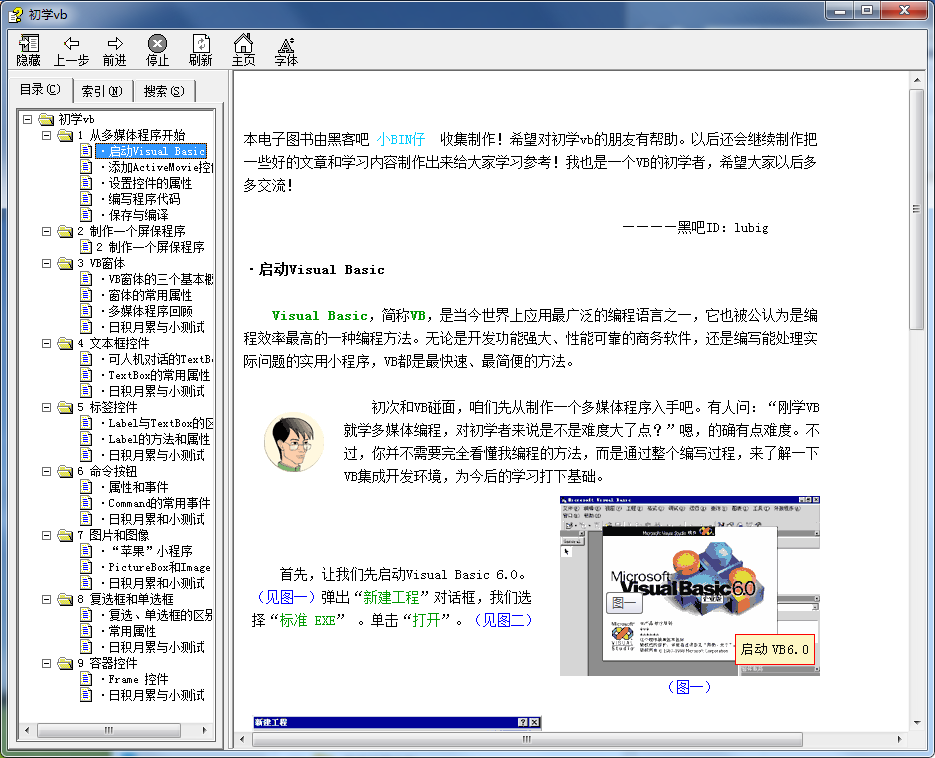 初学vb
隐藏 上一步 前进 停止 刷新 主页 字体
目录(C) 索引(N) 搜索(S)
初学vb
1 从多媒体程序开始
·启动Visual Basic
·添加ActiveMovie控
·设置控件的属性
·编写程序代码
·保存与编译
2 制作一个屏保程序
2 制作一个屏保程序
3 VB窗体
·VB窗体的三个基本概
·窗体的常用属性
·多媒体程序回顾
·日积月累与小测试
4 文本框控件
·可人机对话的TextB
·TextBox的常用属性
·日积月累与小测试
5 标签控件
·Label与TextBox的区
·Label的方法和属性
·日积月累与小测试
6 命令按钮
·属性和事件
·Command的常用事件
·日积月累和小测试
7 图片和图像
·“苹果”小程序
·PictureBox和Image
·日积月累和小测试
8 复选框和单选框
·复选、单选框的区别
·常用属性
·日积月累与小测试
9 容器控件
·Frame 控件
·日积月累与小测试
本电子图书由黑客吧 小BIN仔 收集制作！希望对初学vb的朋友有帮助。以后还会继续制作把
一些好的文章和学习内容制作出来给大家学习参考！我也是一个VB的初学者，希望大家以后多
多交流！
————黑吧ID：lubig
·启动Visual Basic
Visual Basic，简称VB，是当今世界上应用最广泛的编程语言之一，它也被公认为是编
程效率最高的一种编程方法。无论是开发功能强大、性能可靠的商务软件，还是编写能处理实
际问题的实用小程序，VB都是最快速、最简便的方法。
初次和VB碰面，咱们先从制作一个多媒体程序入手吧。有人问：“刚学VB
就学多媒体编程，对初学者来说是不是难度大了点？”嗯，的确有点难度。不
过，你并不需要完全看懂我编程的方法，而是通过整个编写过程，来了解一下
VB集成开发环境，为今后的学习打下基础。
首先，让我们先启动Visual Basic 6.0。
（见图一）弹出“新建工程”对话框，我们选
择“标准 EXE” 。单击“打开”。（见图二）
Microsoft Visual Basic
General
Microsoft
Visual Basic 6.0
企业版
图一
Microsoft
VISUAL
STUDIO
启动 VB6.0
（图一）
新建工程